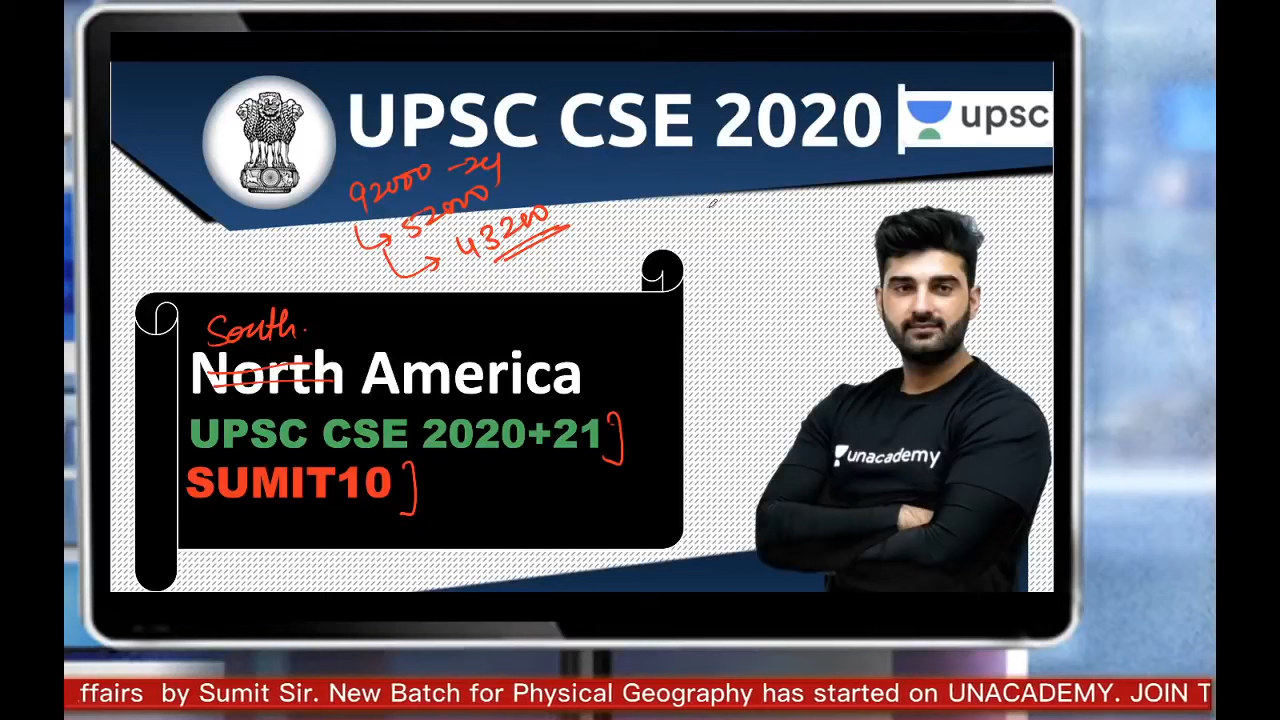 UPSC CSE 2020
upsc
92000 - 24
52000
43200
South.
North America
UPSC CSE 2020+21
SUMIT10
unacademy
ffairs by Sumit Sir. New Batch for Physical Geography has started on UNACADEMY. JOIN T